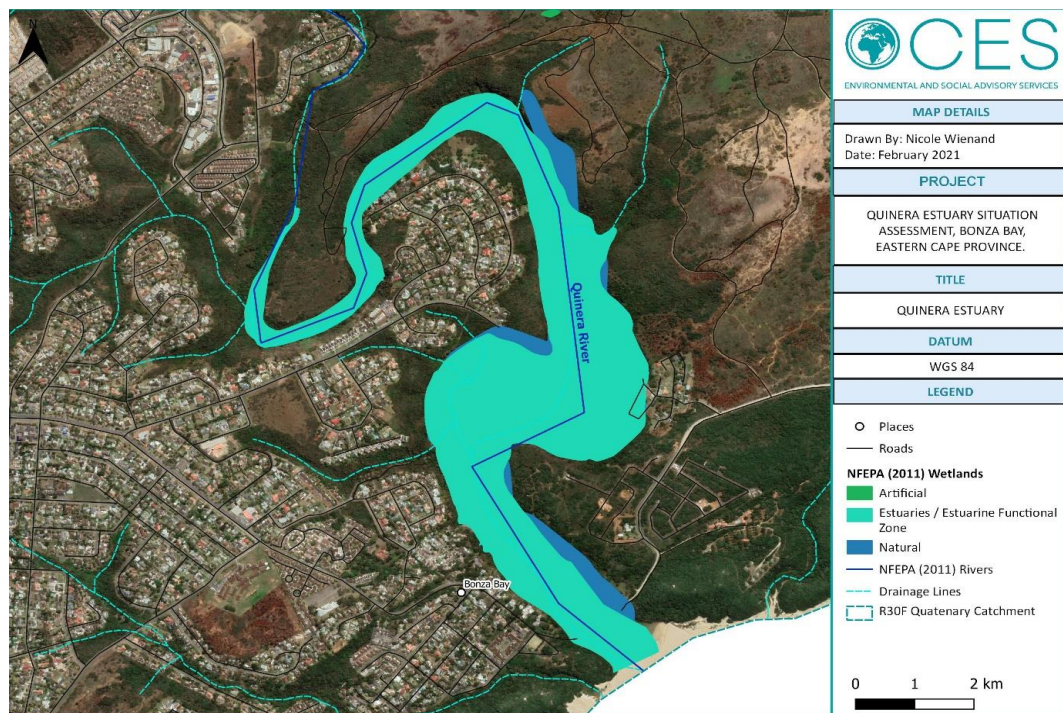 N
Quinera River
Bonza Bay
CES
ENVIRONMENTAL AND SOCIAL ADVISORY SERVICES
MAP DETAILS
Drawn By: Nicole Wienand
Date: February 2021
PROJECT
QUINERA ESTUARY SITUATION
ASSESSMENT, BONZA BAY,
EASTERN CAPE PROVINCE.
TITLE
QUINERA ESTUARY
DATUM
WGS 84
LEGEND
Places
Roads
NFEPA (2011) Wetlands
Artificial
Estuaries / Estuarine Functional
Zone
Natural
NFEPA (2011) Rivers
Drainage Lines
R30F Quatenary Catchment
0 1 2 km